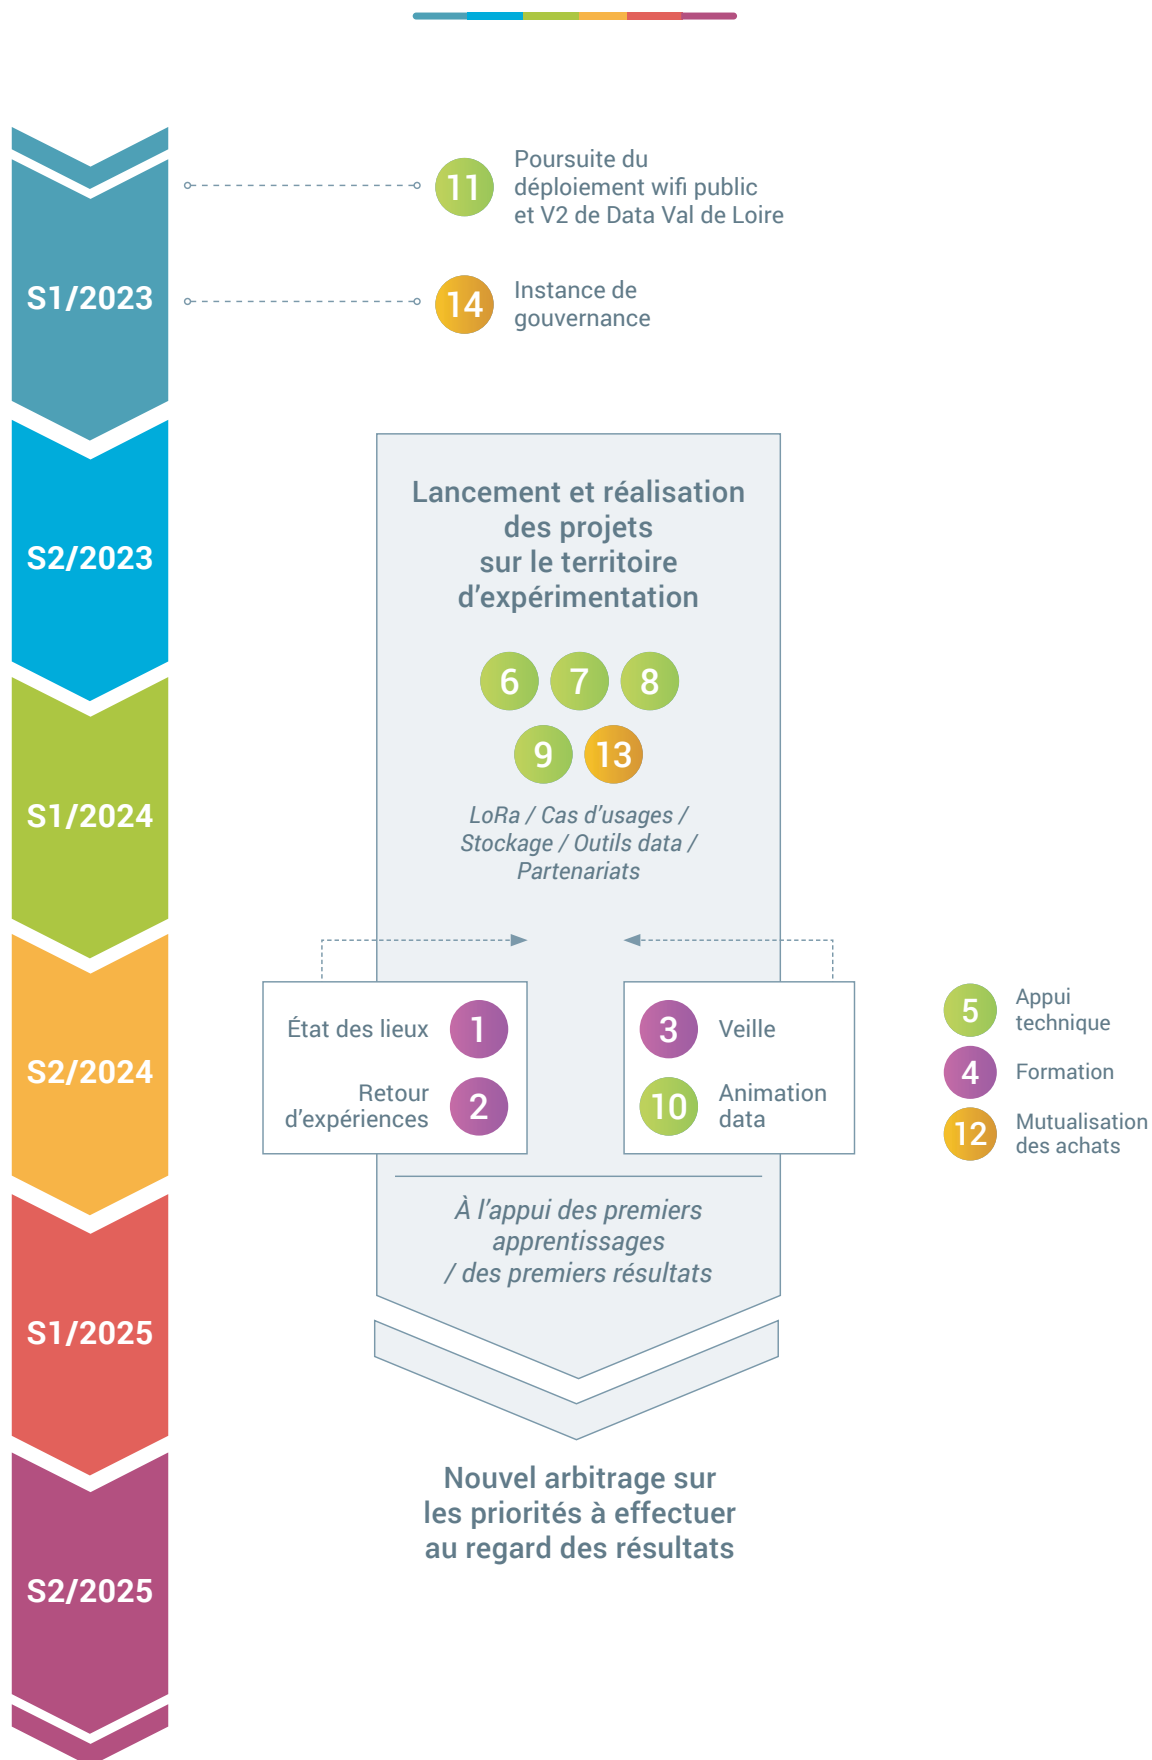 S1/2023
11
Poursuite du
déploiement wifi public
et V2 de Data Val de Loire
14
Instance de
gouvernance
S2/2023
Lancement et réalisation
des projets
sur le territoire
d'expérimentation
6 7 8
9 13
LoRa / Cas d'usages /
Stockage / Outils data /
Partenariats
S1/2024
S2/2024
État des lieux 1
Retour
d'expériences 2
3 Veille
10 Animation
data
5 Appui
technique
4 Formation
12 Mutualisation
des achats
À l'appui des premiers
apprentissages
/ des premiers résultats
S1/2025
Nouvel arbitrage sur
les priorités à effectuer
au regard des résultats
S2/2025